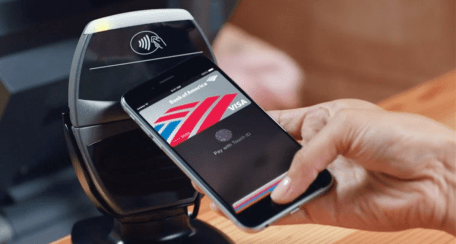 Bank of America
VISA
Pay with Touch ID